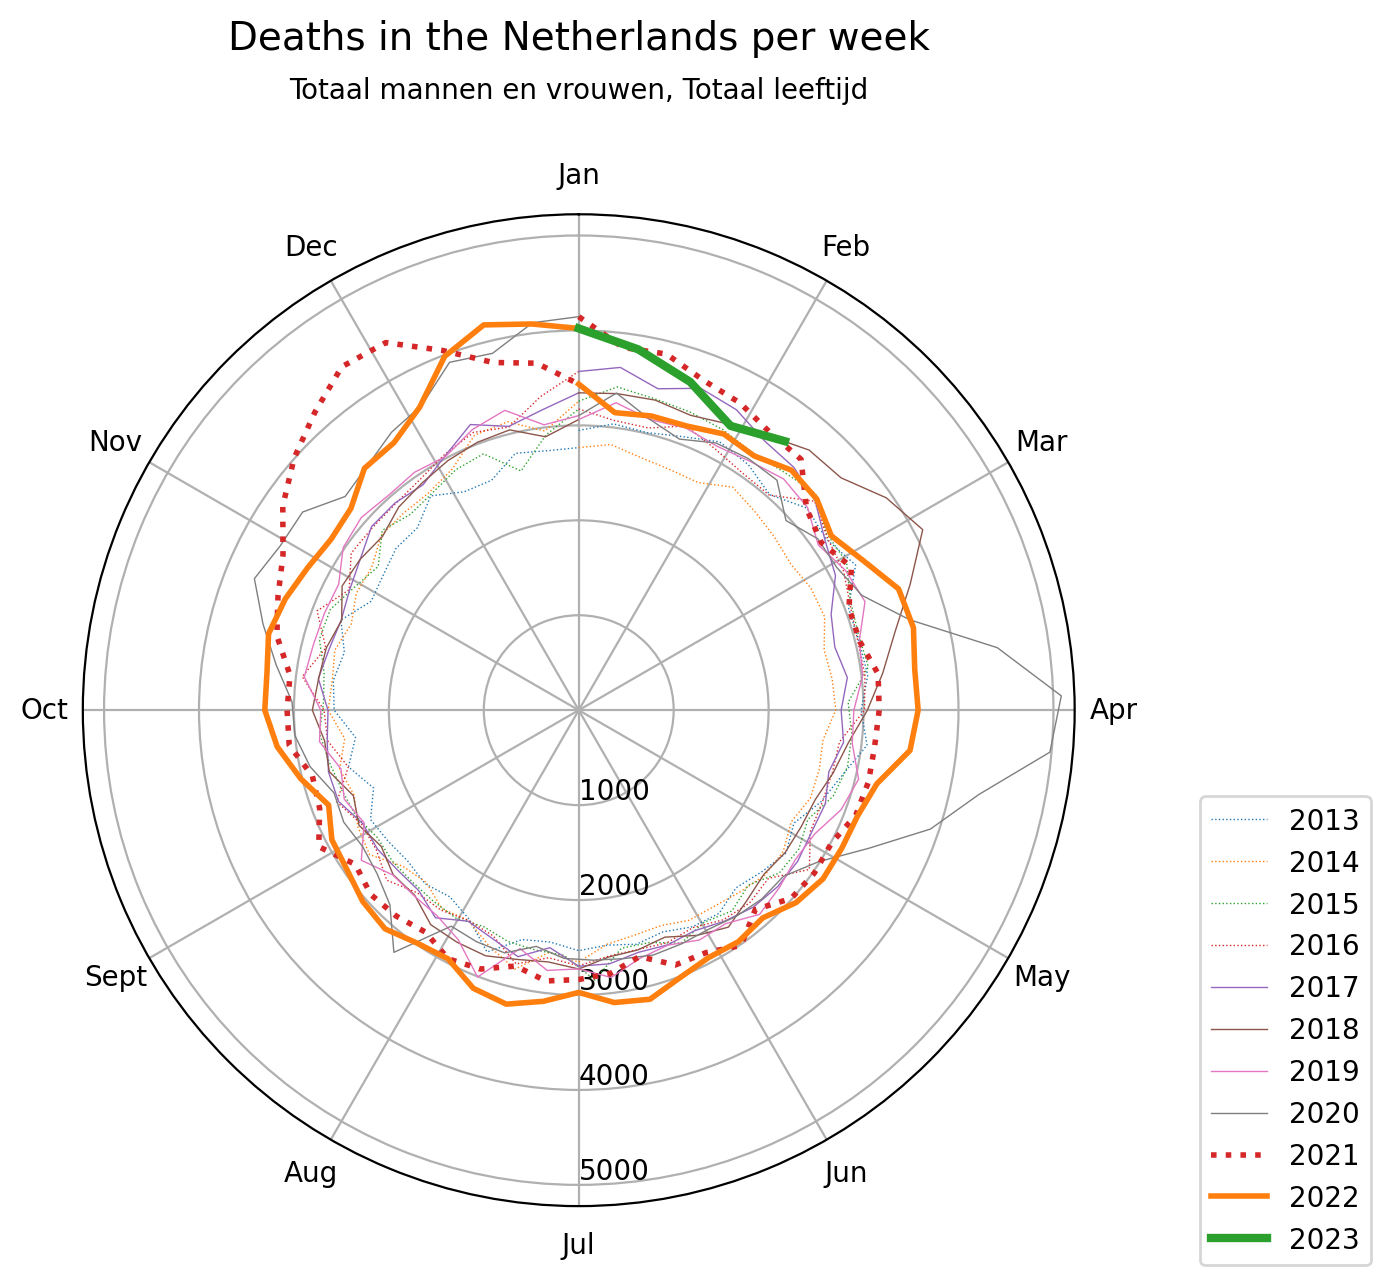 Deaths in the Netherlands per week
Totaal mannen en vrouwen, Totaal leeftijd
Jan
Dec
Feb
Nov
Mar
Oct
Apr
1000
2000
3000
4000
5000
Sept
May
Aug
Jun
Jul
2013
2014
2015
2016
2017
2018
2019
2020
2021
2022
2023